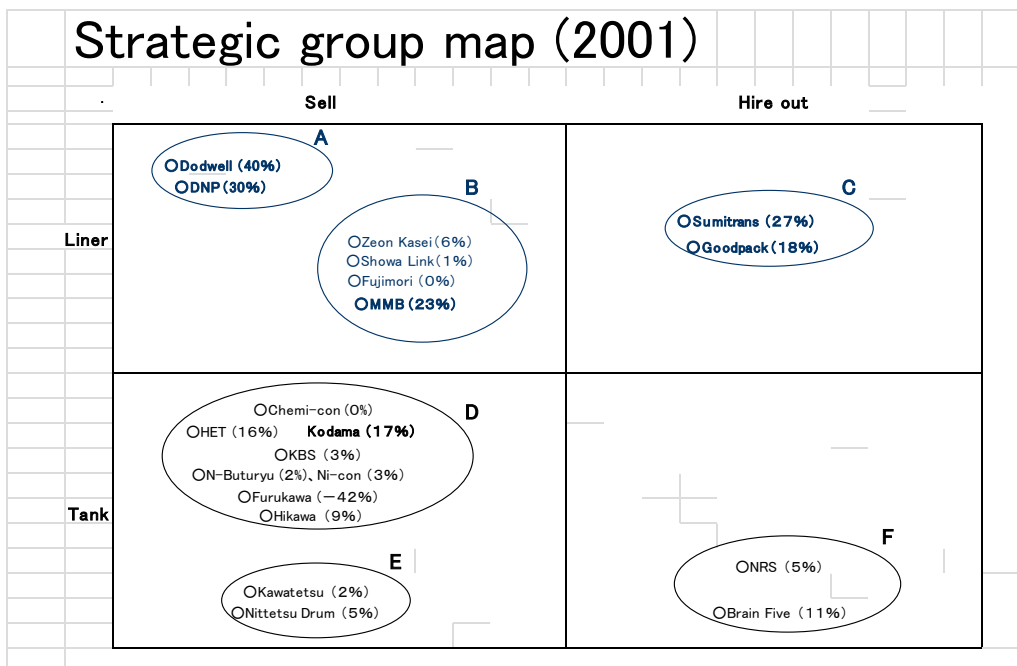 Strategic group map (2001)
Sell
Hire out
A
○Dodwell (40%)
○DNP (30%)
B
○Zeon Kasei (6%)
○Showa Link (1%)
○Fujimori (0%)
○MMB (23%)
C
○Sumitrans (27%)
○Goodpack (18%)
Liner
D
○Chemi-con (0%)
○HET (16%) Kodama (17%)
○KBS (3%)
○N-Buturyu (2%)、Ni-con (3%)
○Furukawa (－42%)
○Hikawa (9%)
Tank
E
○Kawatetsu (2%)
○Nittetsu Drum (5%)
F
○NRS (5%)
○Brain Five (11%)